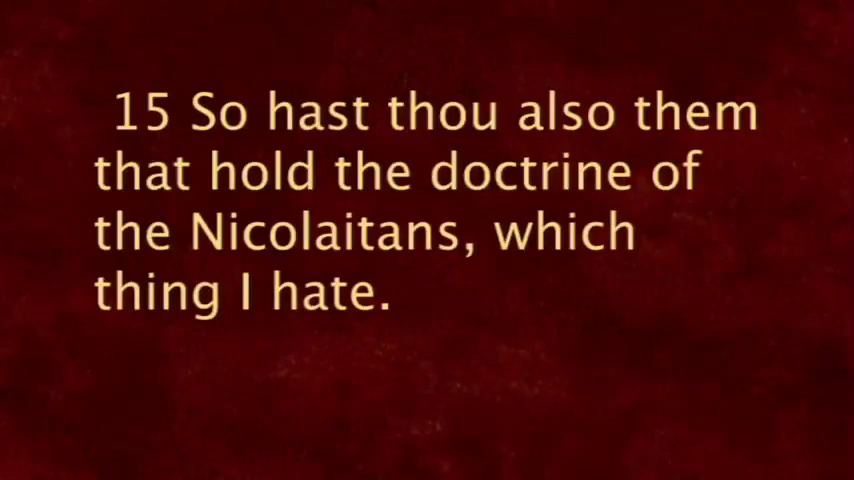 15 So hast thou also them
that hold the doctrine of
the Nicolaitans, which
thing I hate.